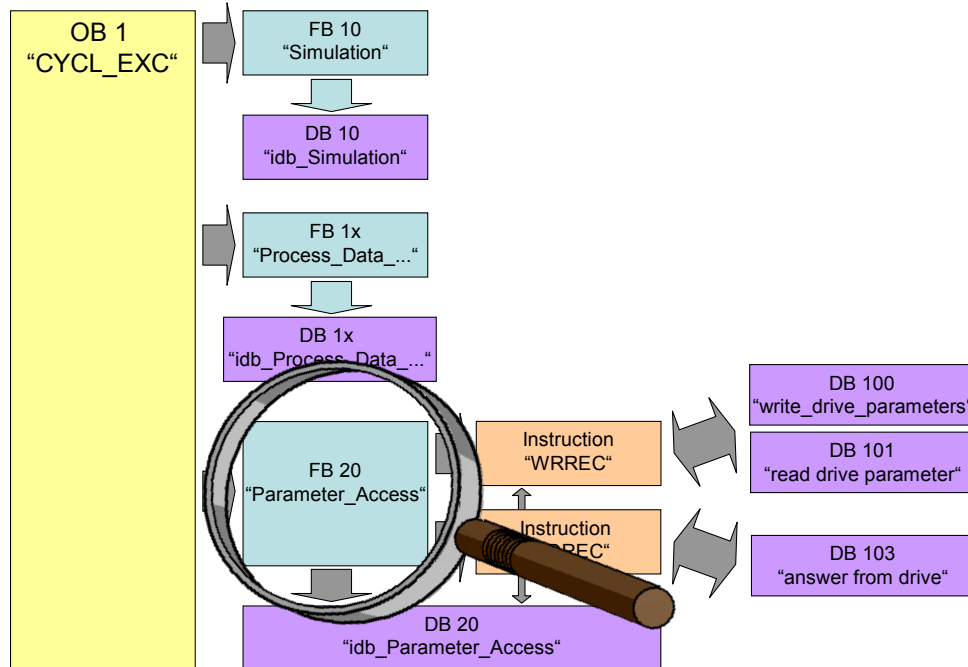 OB 1
“CYCL_EXC“
FB 10
“Simulation“
DB 10
“idb_Simulation“
FB 1x
“Process_Data_...“
DB 1x
“idb_Process_Data_...“
FB 20
“Parameter_Access“
Instruction
“WRREC“
Instruction
DB 20
“idb_Parameter_Access“
DB 100
“write_drive_parameters“
DB 101
“read drive parameter“
DB 103
“answer from drive“